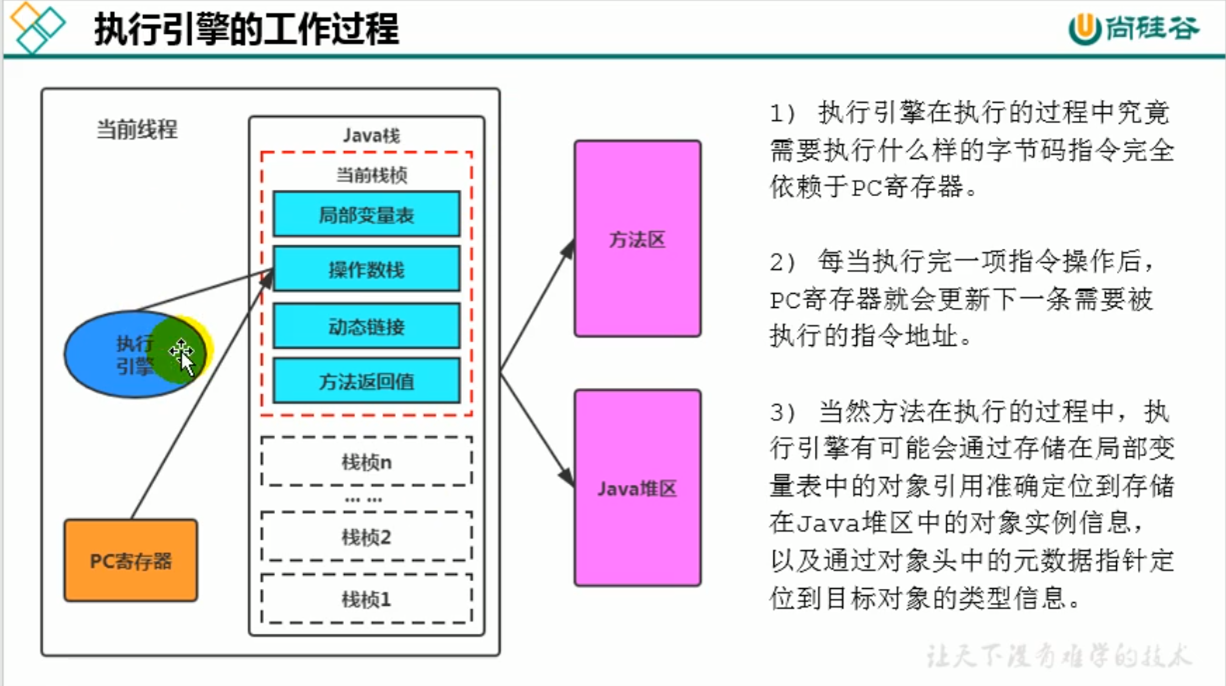 执行引擎的工作过程
尚硅谷
当前线程
Java栈
当前栈桢
局部变量表
操作数栈
动态链接
方法返回值
栈桢n
... ...
栈桢2
栈桢1
执行
引擎
PC寄存器
方法区
Java堆区
1) 执行引擎在执行的过程中究竟
需要执行什么样的字节码指令完全
依赖于PC寄存器。
2) 每当执行完一项指令操作后，
PC寄存器就会更新下一条需要被
执行的指令地址。
3) 当然方法在执行的过程中，执
行引擎有可能会通过存储在局部变
量表中的对象引用准确定位到存储
在Java堆区中的对象实例信息，
以及通过对象头中的元数据指针定
位到目标对象的类型信息。
让天下没有难学的技术